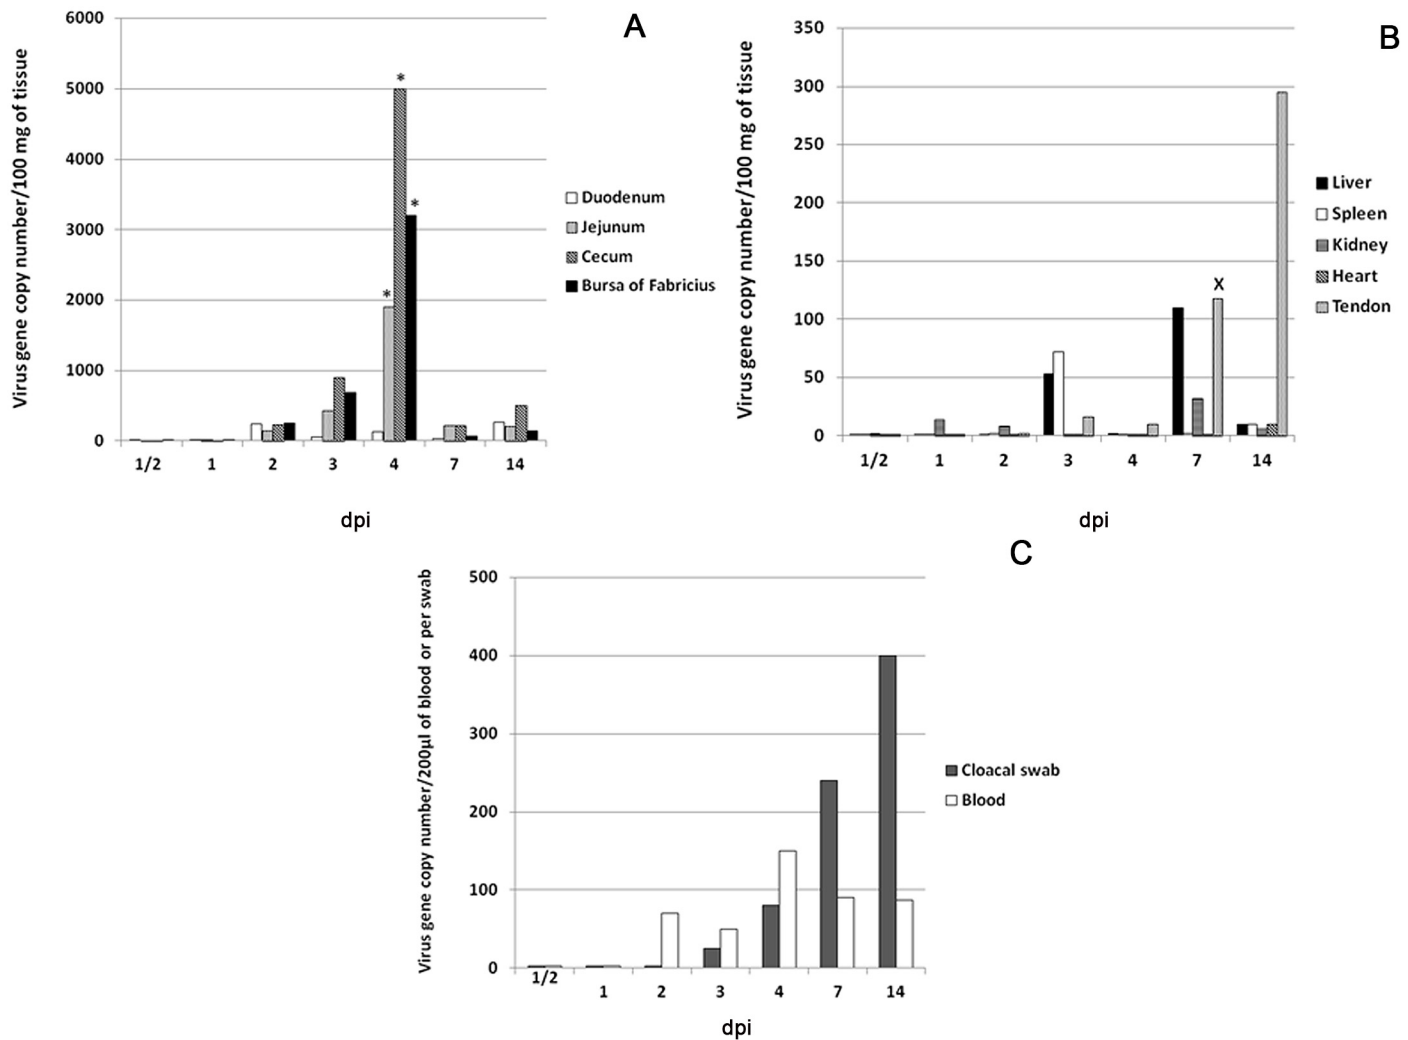 A
Virus gene copy number/100 mg of tissue
6000
5000
4000
3000
2000
1000
0
*
*
*
1/2 1 2 3 4 7 14
dpi
Duodenum
Jejunum
Cecum
Bursa of Fabricius
B
Virus gene copy number/100 mg of tissue
350
300
250
200
150
100
50
0
X
1/2 1 2 3 4 7 14
dpi
Liver
Spleen
Kidney
Heart
Tendon
C
Virus gene copy number/200µl of blood or per swab
500
400
300
200
100
0
1/2 1 2 3 4 7 14
dpi
Cloacal swab
Blood